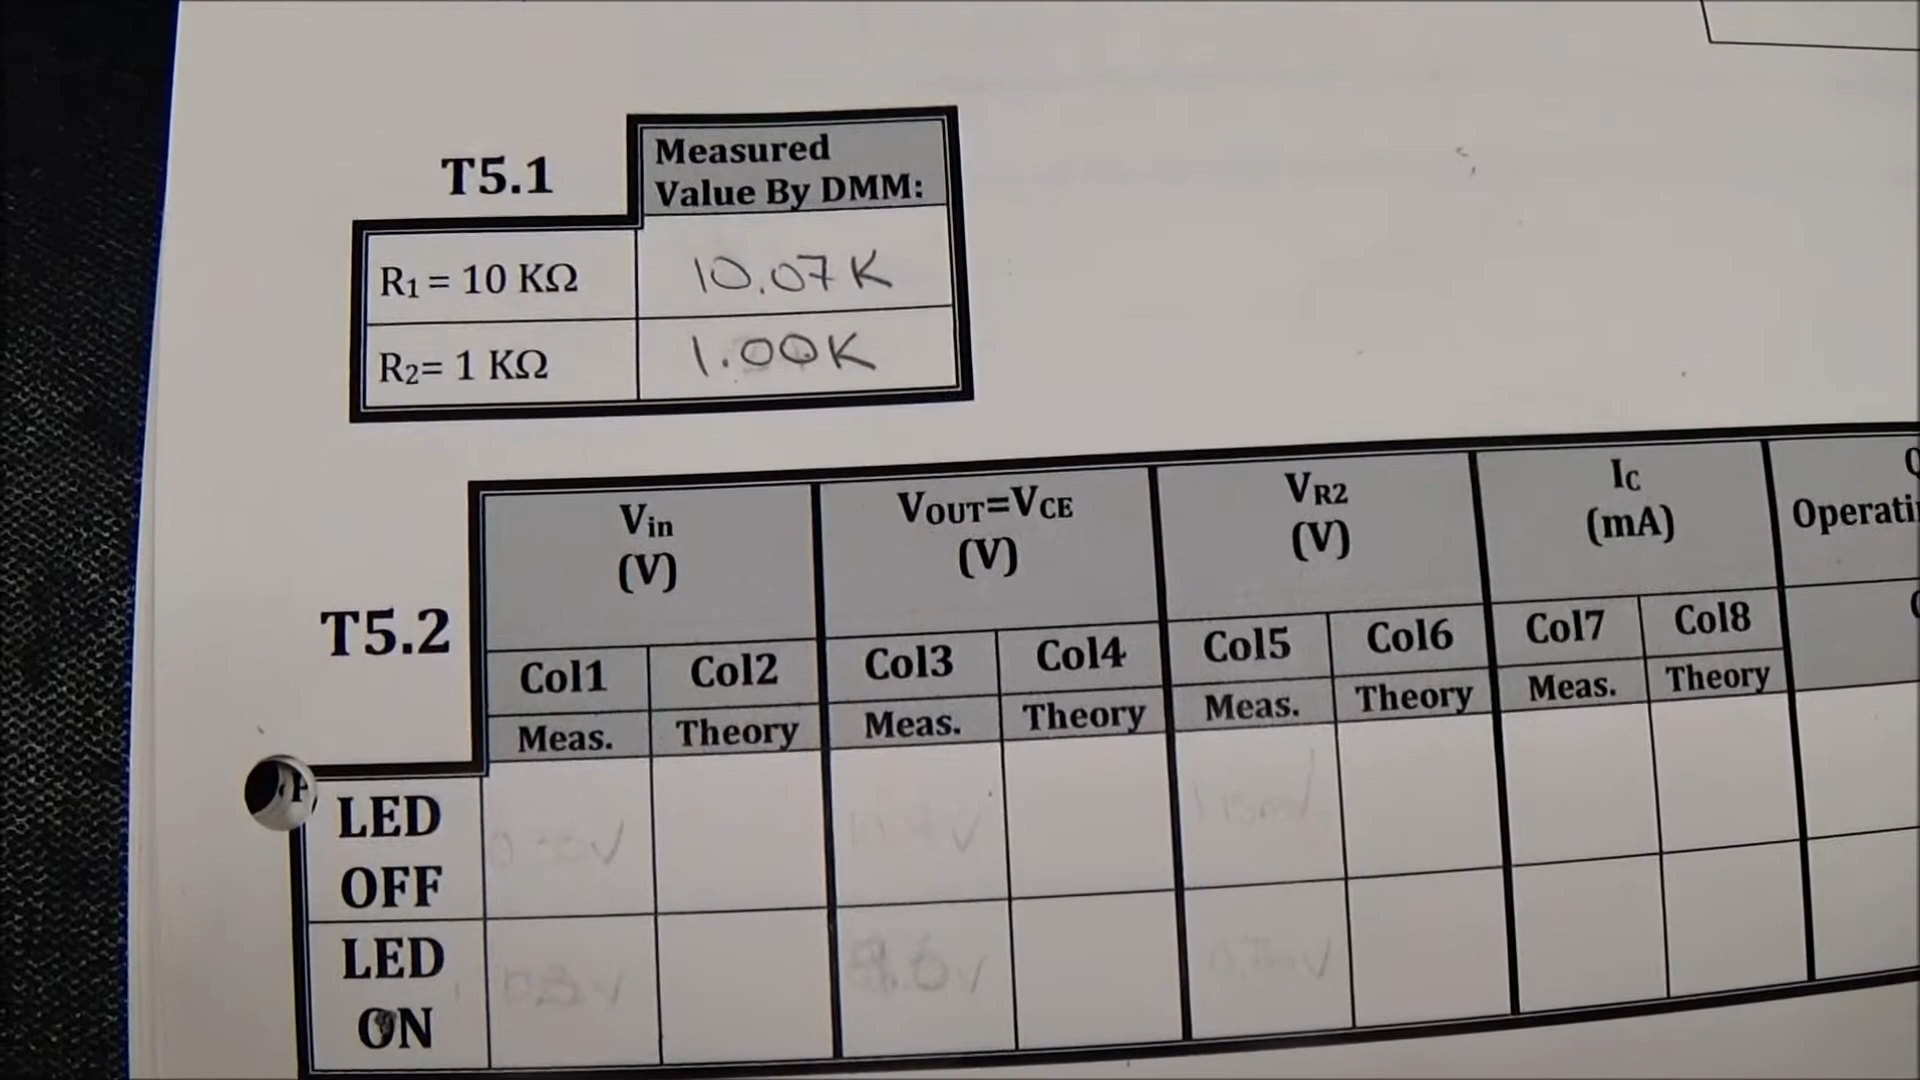 T5.1
Measured
Value By DMM:
R1 = 10 KΩ
10.07 K
R2= 1 KΩ
1.00K
T5.2
Vin
(V)
VOUT=VCE
(V)
VR2
(V)
IC
(mA)
Col1
Col2
Col3
Col4
Col5
Col6
Col7
Col8
Meas.
Theory
Meas.
Theory
Meas.
Theory
Meas.
Theory
LED
OFF
LED
ON